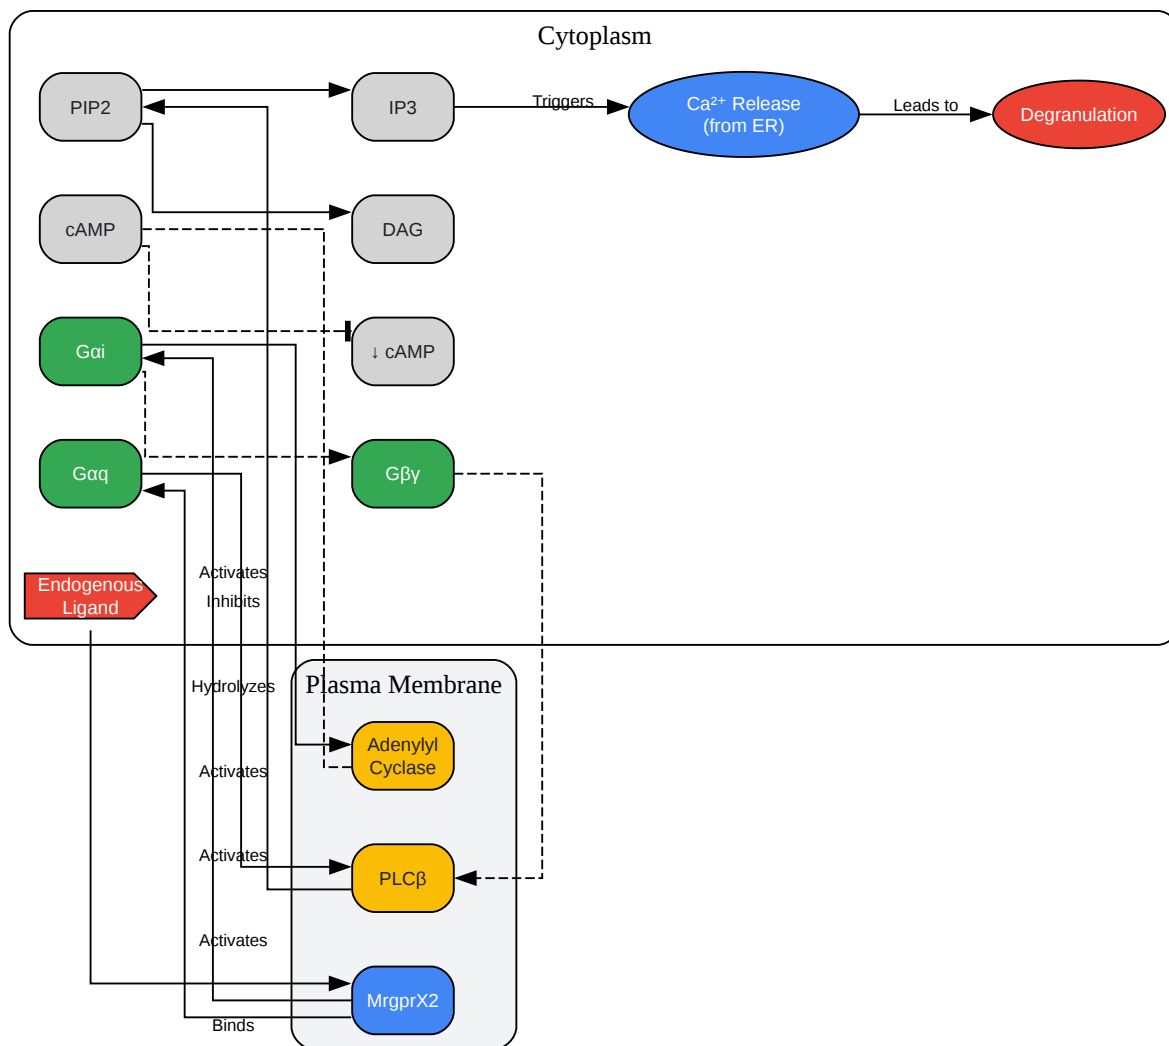 Cytoplasm
PIP2
IP3
Triggers
Ca²⁺ Release
(from ER)
Leads to
Degranulation
cAMP
DAG
Gαi
↓ cAMP
Gαq
Gβγ
Endogenous
Ligand
Activates
Inhibits
Hydrolyzes
Plasma Membrane
Adenylyl
Cyclase
Activates
Activates
PLCβ
Activates
MrgprX2
Binds